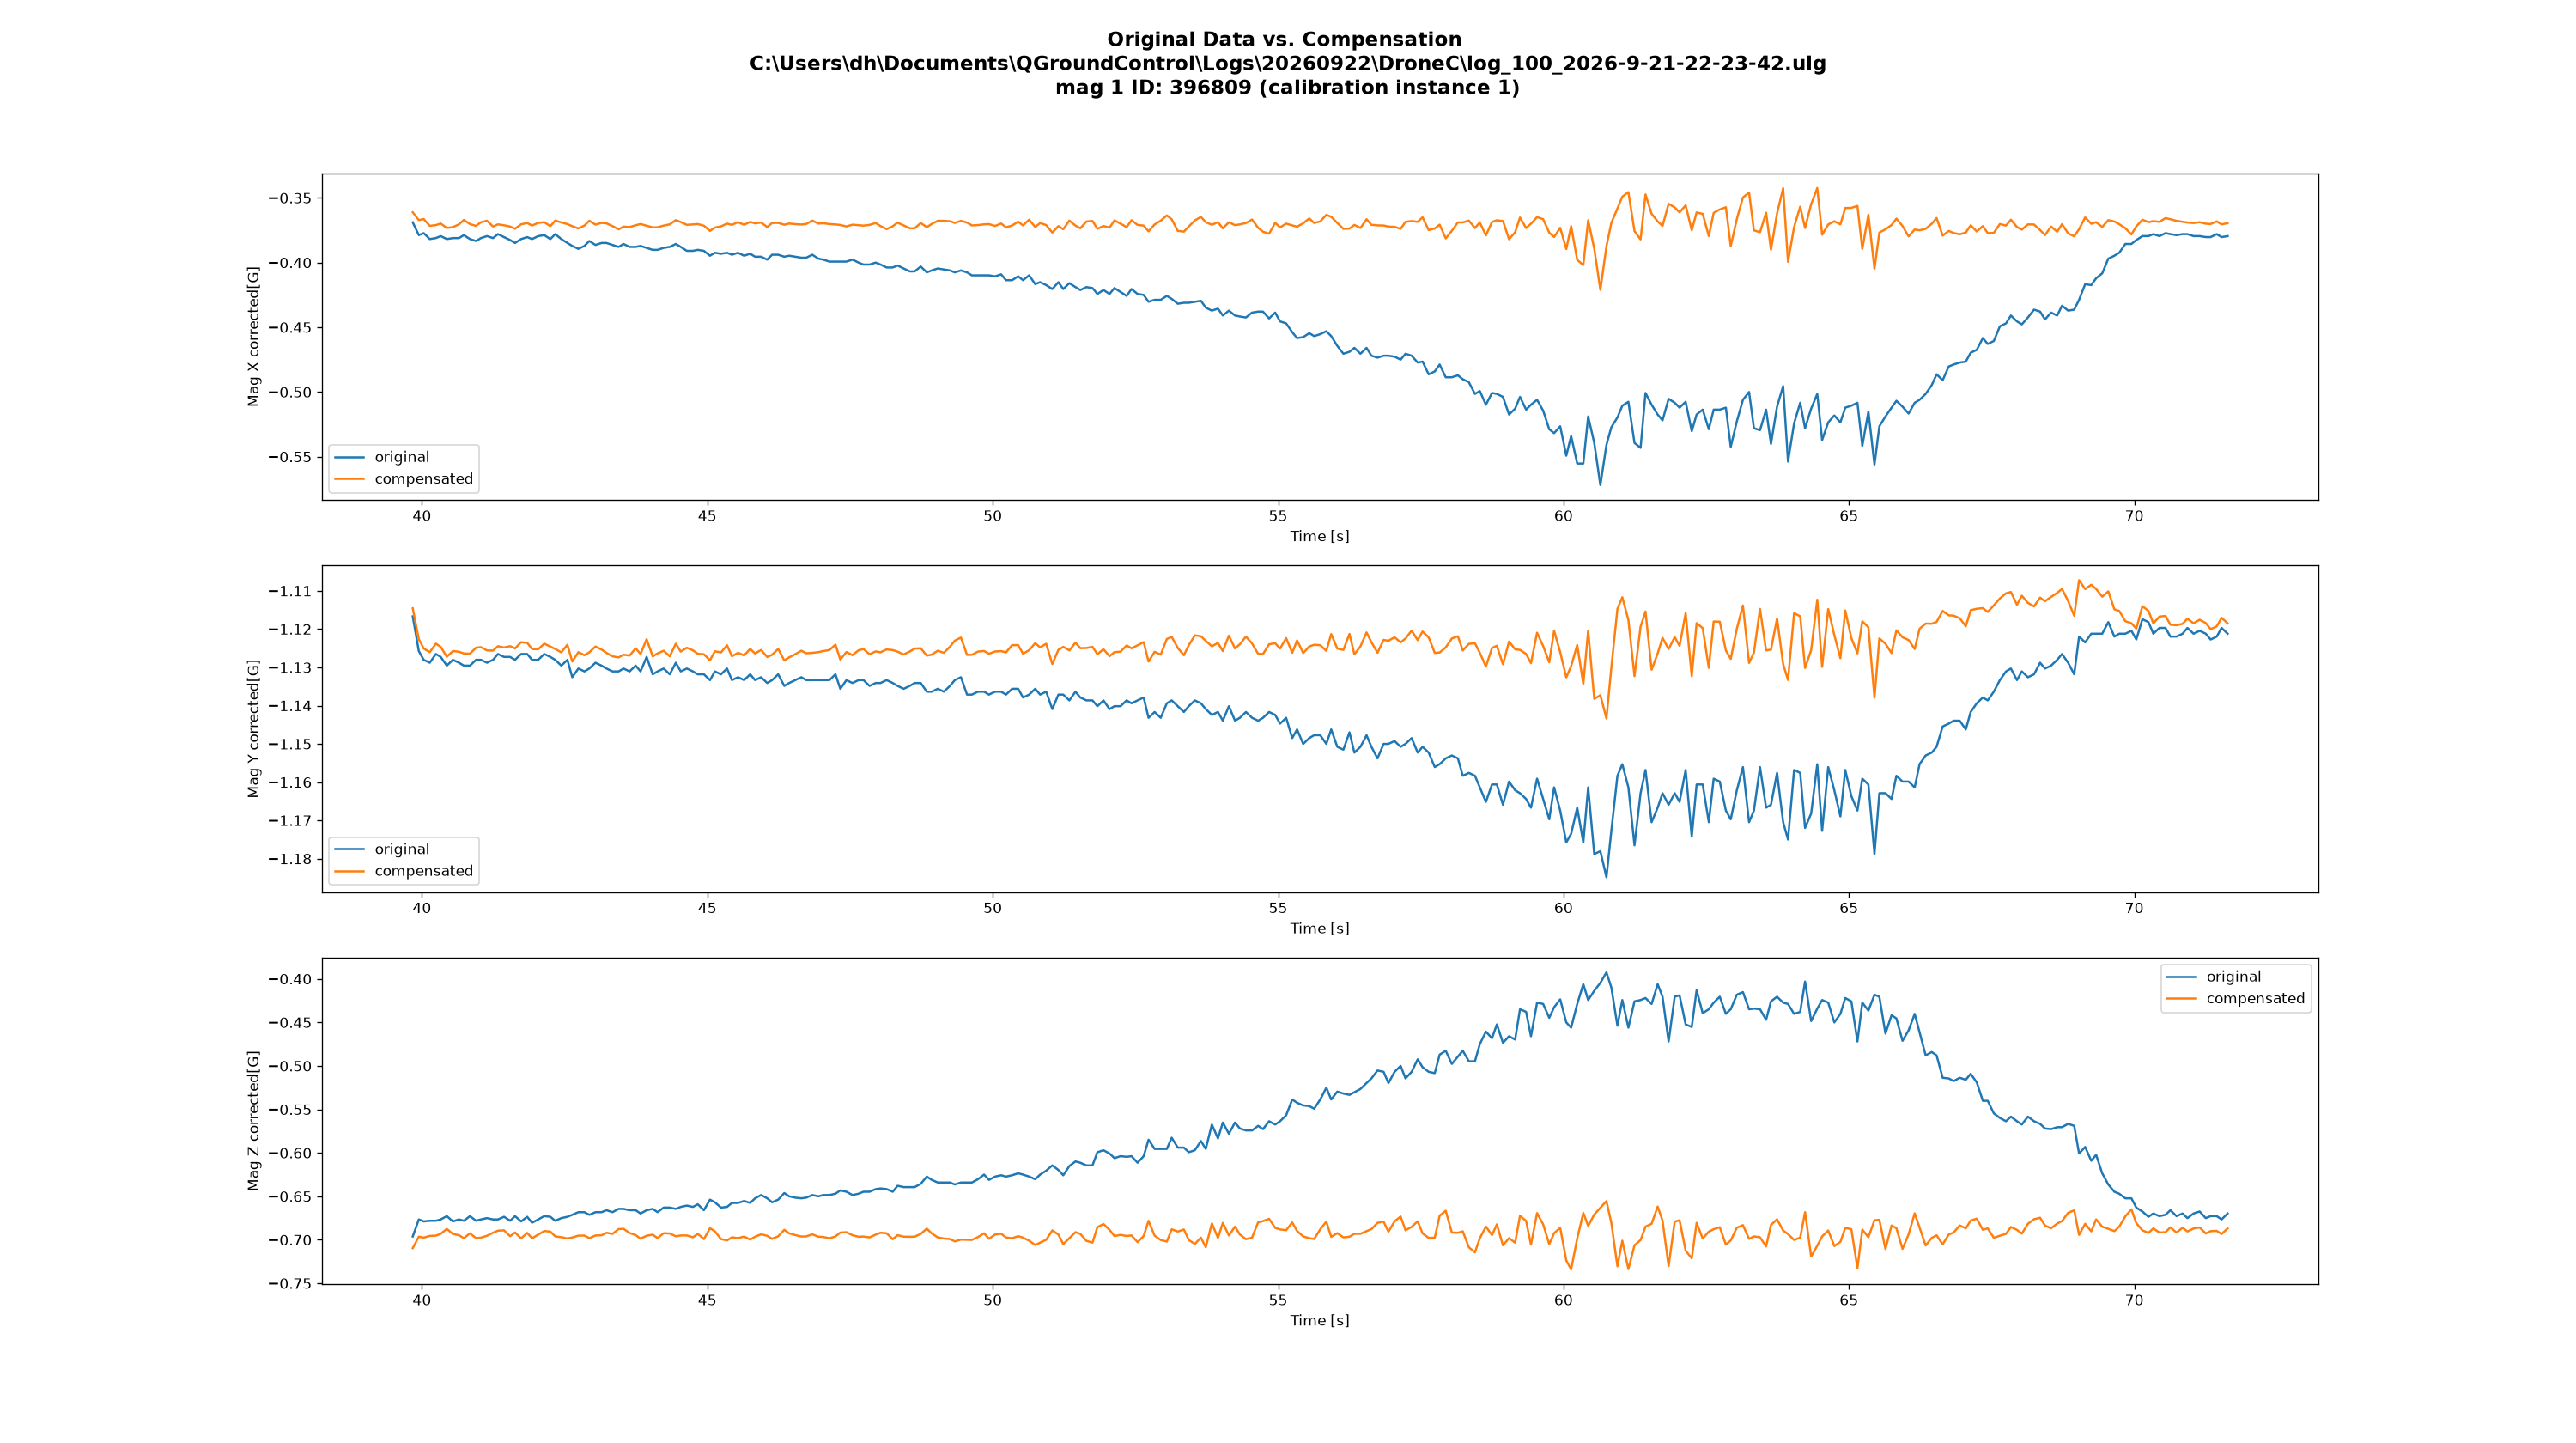 Original Data vs. Compensation
C:\Users\dh\Documents\QGroundControl\Logs\20260922\DroneC\log_100_2026-9-21-22-23-42.ulg
mag 1 ID: 396809 (calibration instance 1)
Mag X corrected[G]
−0.35
−0.40
−0.45
−0.50
−0.55
original
compensated
40 45 50 55 60 65 70
Time [s]
Mag Y corrected[G]
−1.11
−1.12
−1.13
−1.14
−1.15
−1.16
−1.17
−1.18
original
compensated
40 45 50 55 60 65 70
Time [s]
Mag Z corrected[G]
−0.40
−0.45
−0.50
−0.55
−0.60
−0.65
−0.70
−0.75
original
compensated
40 45 50 55 60 65 70
Time [s]